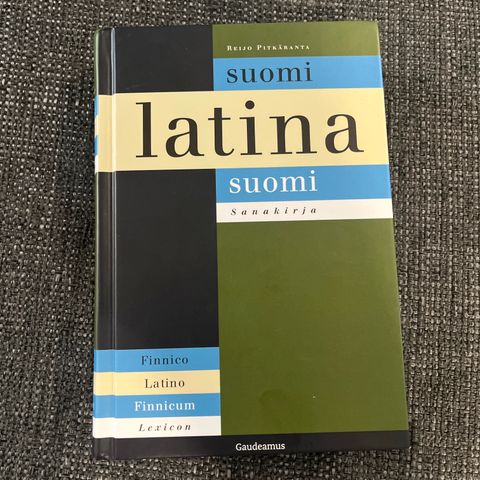 REIJO PITKÄRANTA
suomi
latina
suomi
Sanakirja
Finnico
Latino
Finnicum
Lexicon
Gaudeamus